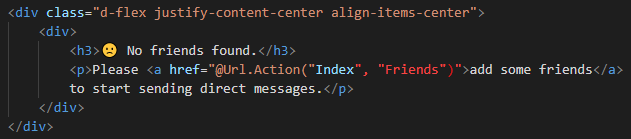 <div class="d-flex justify-content-center align-items-center">
<div>
<h3>🙁 No friends found.</h3>
<p>Please <a href="@Url.Action("Index", "Friends")">add some friends</a>
to start sending direct messages.</p>
</div>
</div>